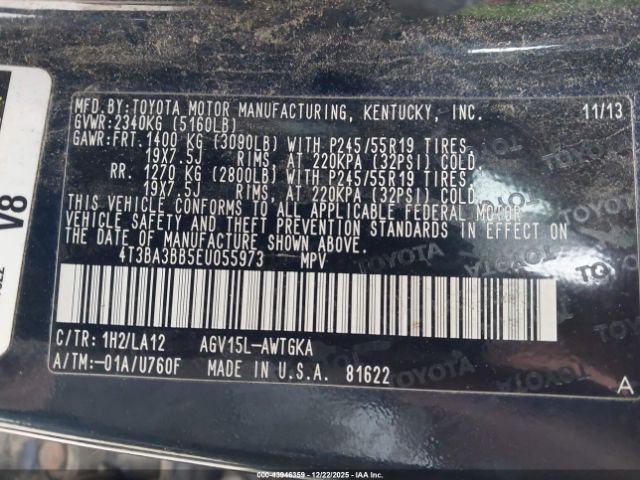 MFD.BY:TOYOTA MOTOR MANUFACTURING, KENTUCKY, INC. 11/13
GVWR:2340KG (5160LB)
GAWR:FRT.1400 KG (3090LB) WITH P245/55R19 TIRES,
19X7.5J RIMS, AT 220KPA (32PSI) COLD.
RR. 1270 KG (2800LB) WITH P245/55R19 TIRES,
19X7.5J RIMS, AT 220KPA (32PSI) COLD.
THIS VEHICLE CONFORMS TO ALL APPLICABLE FEDERAL MOTOR
VEHICLE SAFETY AND THEFT PREVENTION STANDARDS IN EFFECT ON
THE DATE OF MANUFACTURE SHOWN ABOVE.
4T3BA3BB5EU055973 MPV
C/TR: 1H2/LA12 AGV15L-AWTGKA
A/TM:-01A/U760F MADE IN U.S.A. 81622 A
V8
000-43946359 - 12/22/2025 - IAAI.COM